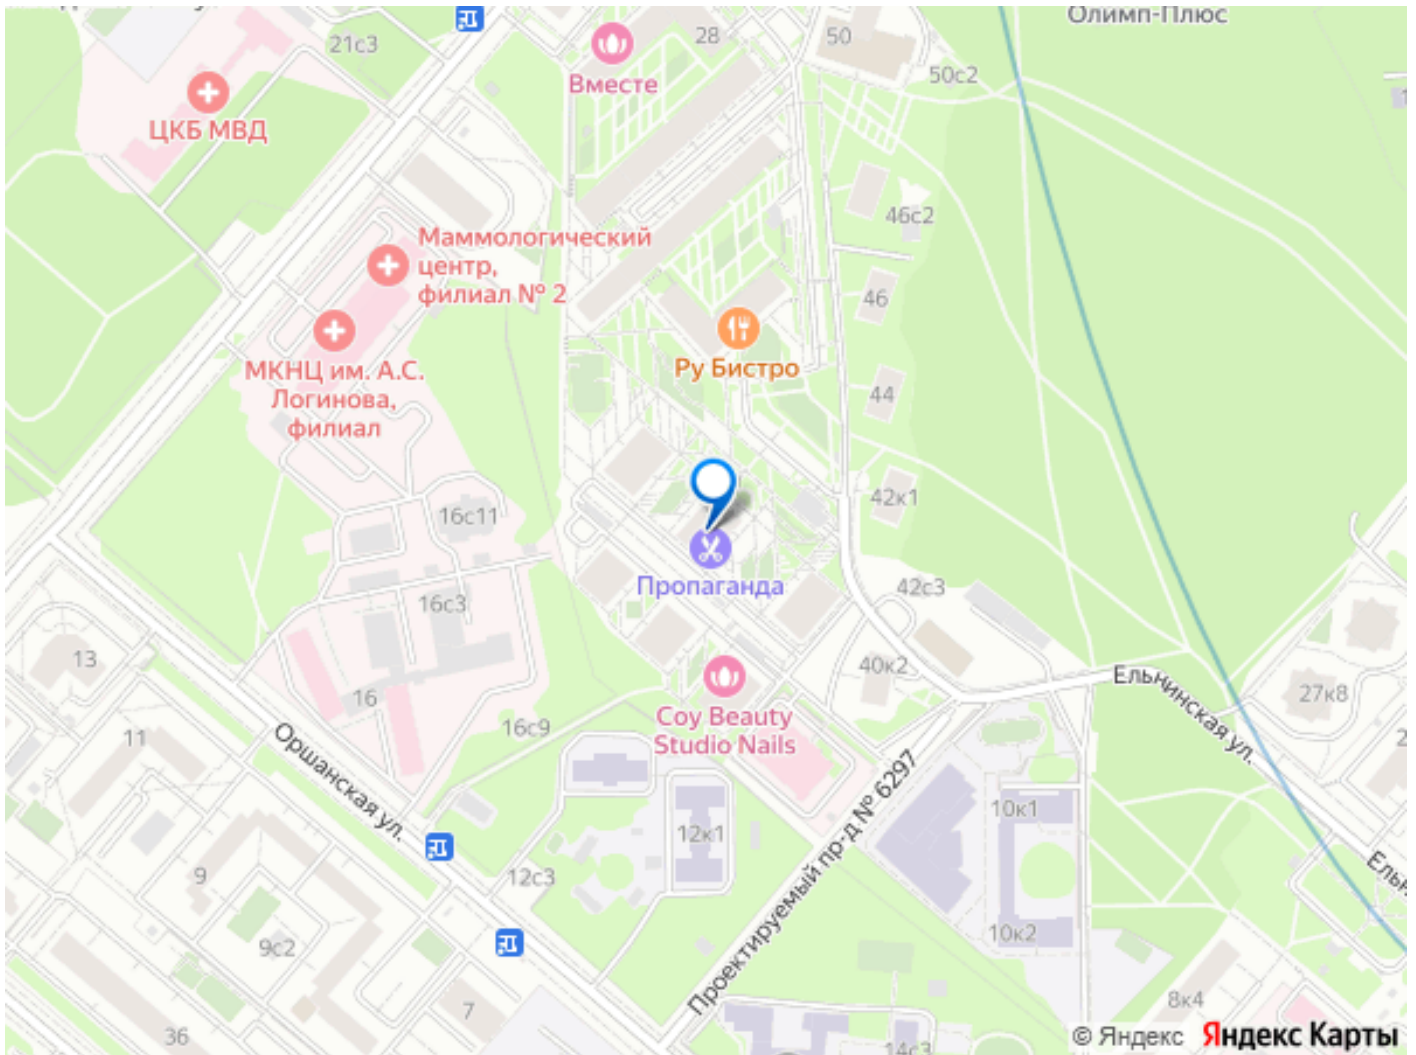 Олимп-Плюс
21с3
28
50
50с2
Вместе
ЦКБ МВД
46с2
Маммологический
центр,
филиал № 2
46
МКНЦ им. А.С.
Логинова,
филиал
Ру Бистро
44
42к1
16с11
Пропаганда
42с3
16с3
13
40к2
Ельнинская ул.
27к8
16
16с9
Coy Beauty
Studio Nails
11
Оршанская ул.
Проектируемый пр-д № 6297
10к1
12к1
9
12с3
10к2
9с2
7
8к4
36
14с3
© Яндекс Яндекс Карты